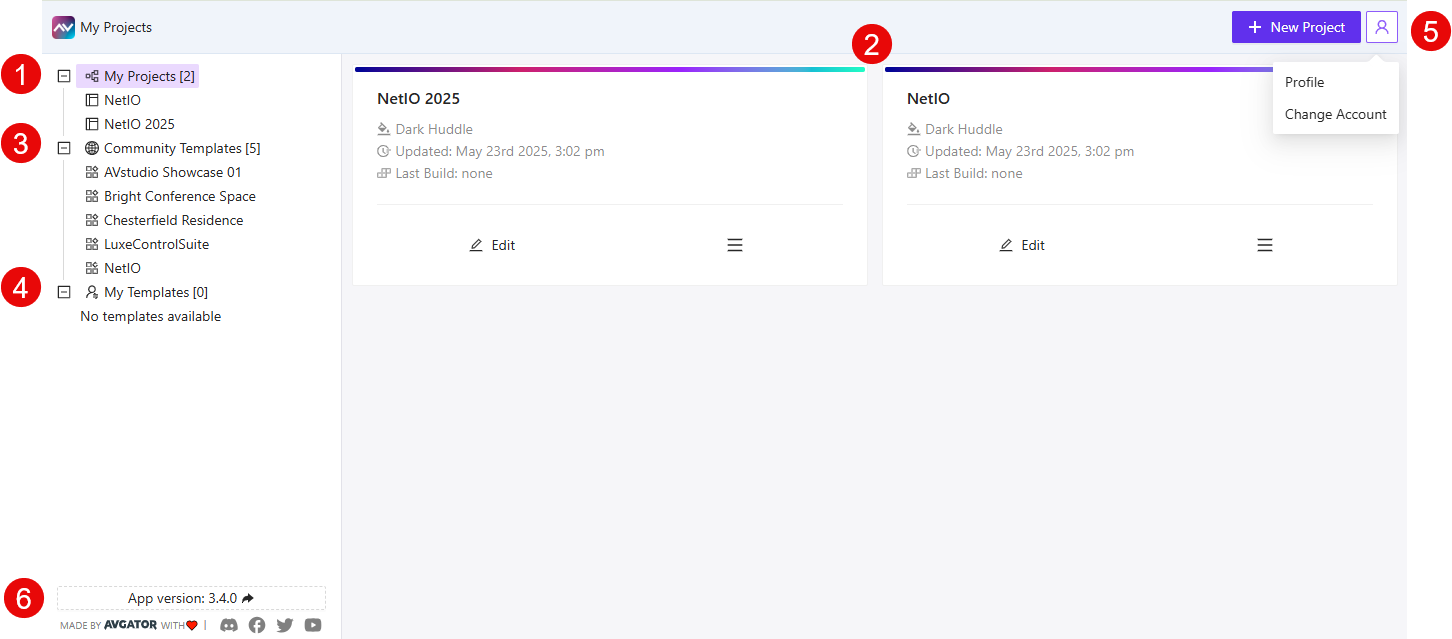 AV My Projects
New Project
5
2
1
My Projects [2]
NetIO
NetIO 2025
3
Community Templates [5]
AVstudio Showcase 01
Bright Conference Space
Chesterfield Residence
LuxeControlSuite
NetIO
4
My Templates [0]
No templates available
NetIO 2025
Dark Huddle
Updated: May 23rd 2025, 3:02 pm
Last Build: none
Edit
NetIO
Dark Huddle
Updated: May 23rd 2025, 3:02 pm
Last Build: none
Edit
Profile
Change Account
6
App version: 3.4.0
MADE BY AVGATOR WITH |